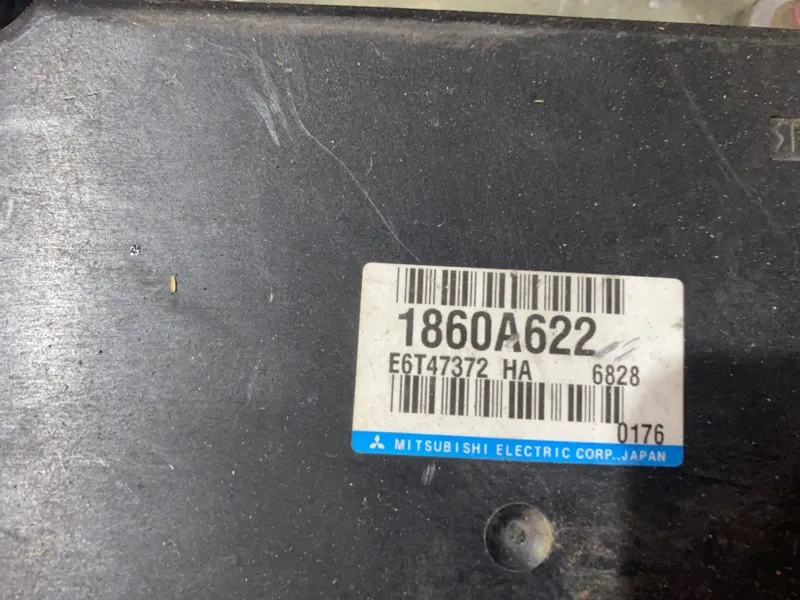 1860A622
E6T47372 HA 6828
0176
MITSUBISHI ELECTRIC CORP., JAPAN